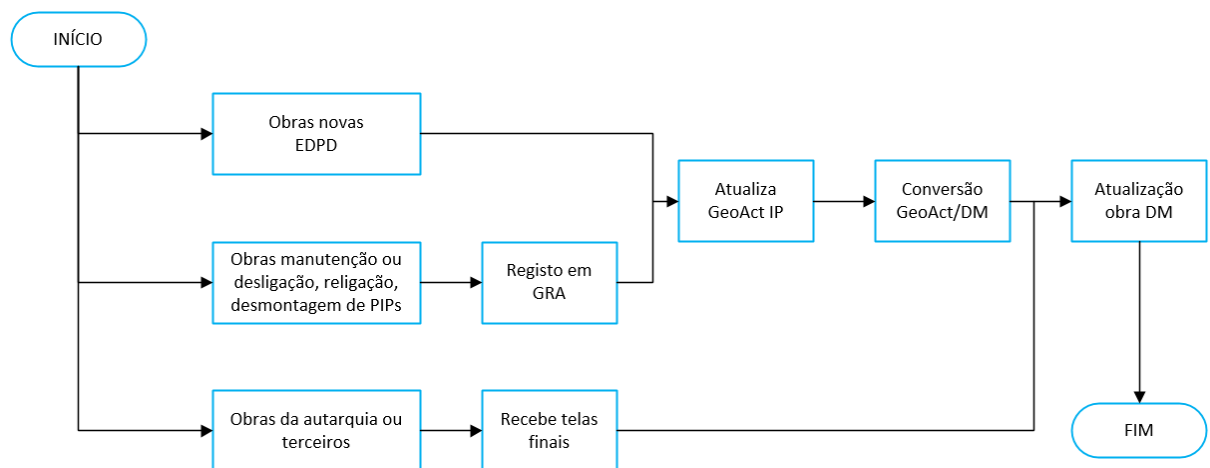 INÍCIO
Obras novas
EDPD
Atualiza
GeoAct IP
Conversão
GeoAct/DM
Atualização
obra DM
Obras manutenção ou
desligação, religação,
desmontagem de PIPs
Registo em
GRA
Obras da autarquia ou
terceiros
Recebe telas
finais
FIM